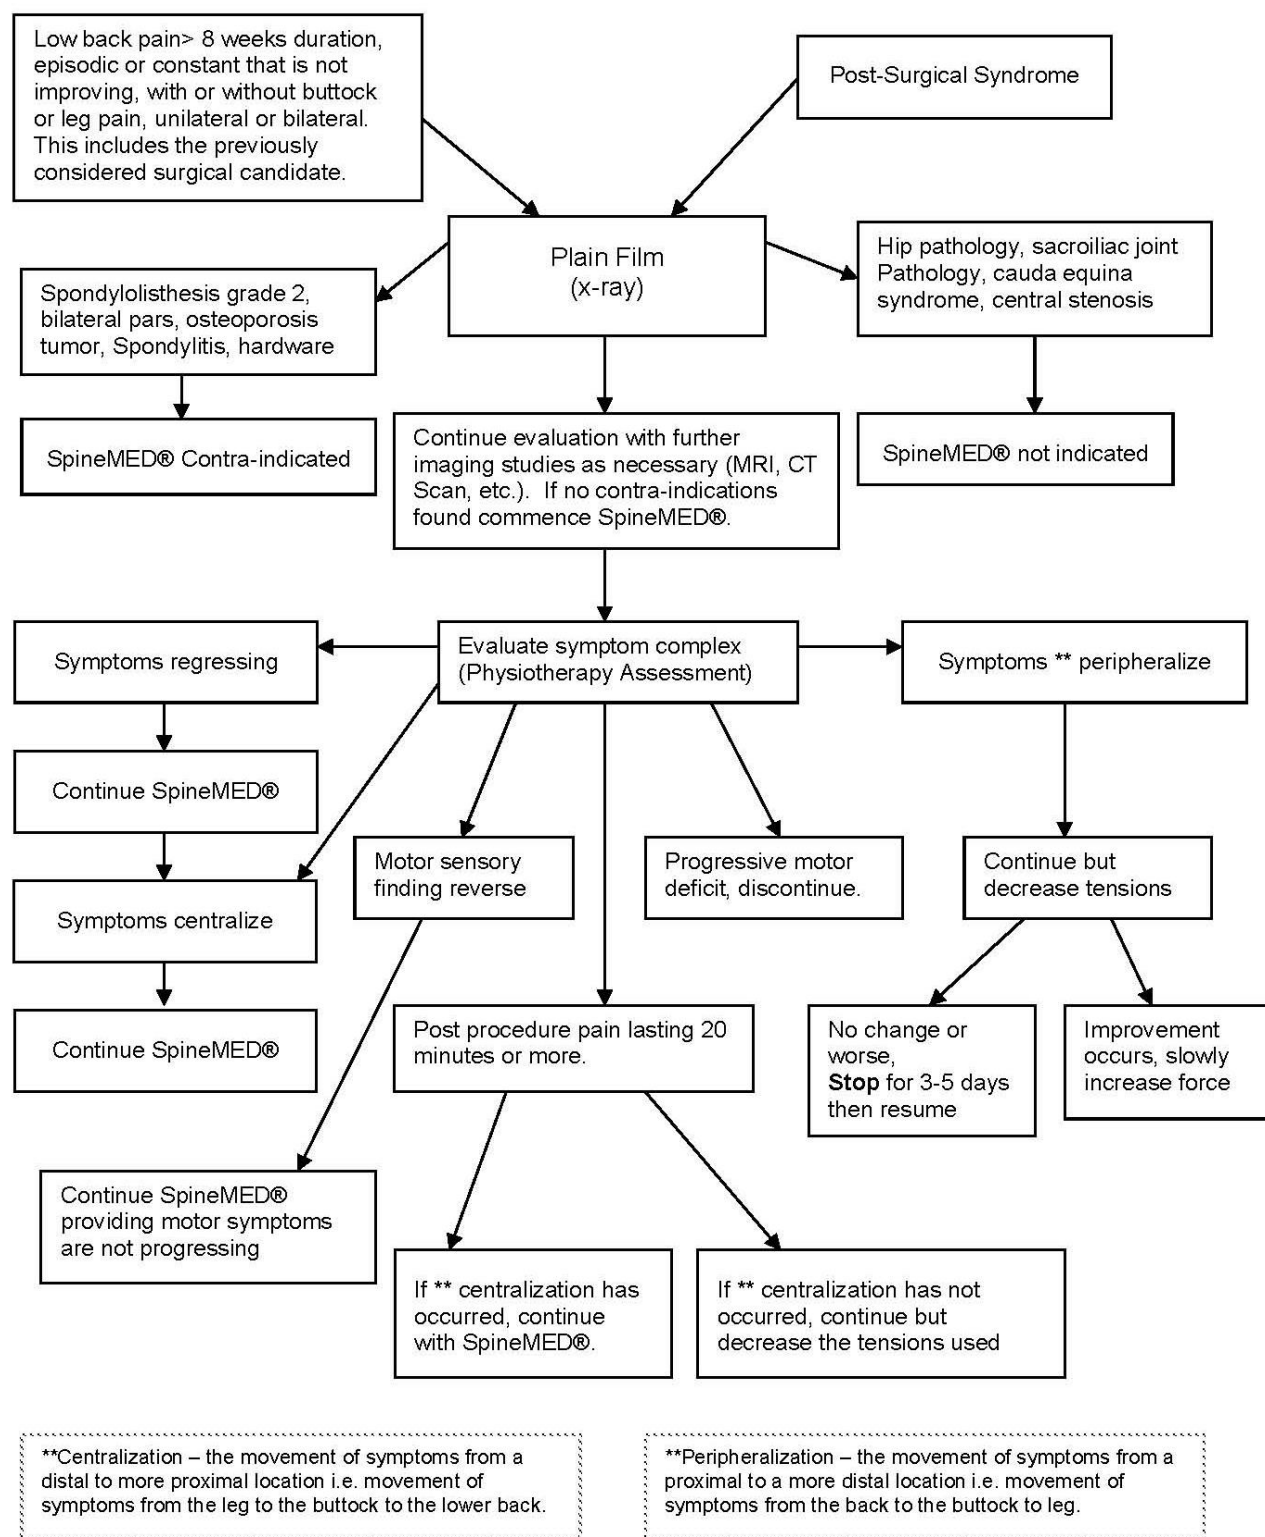 Low back pain> 8 weeks duration,
episodic or constant that is not
improving, with or without buttock
or leg pain, unilateral or bilateral.
This includes the previously
considered surgical candidate.
Post-Surgical Syndrome
Plain Film
(x-ray)
Spondylolisthesis grade 2,
bilateral pars, osteoporosis
tumor, Spondylitis, hardware
Hip pathology, sacroiliac joint
Pathology, cauda equina
syndrome, central stenosis
SpineMED® Contra-indicated
Continue evaluation with further
imaging studies as necessary (MRI, CT
Scan, etc.).  If no contra-indications
found commence SpineMED®.
SpineMED® not indicated
Symptoms regressing
Evaluate symptom complex
(Physiotherapy Assessment)
Symptoms ** peripheralize
Continue SpineMED®
Motor sensory
finding reverse
Progressive motor
deficit, discontinue.
Continue but
decrease tensions
Symptoms centralize
Continue SpineMED®
Post procedure pain lasting 20
minutes or more.
No change or
worse,
Stop for 3-5 days
then resume
Improvement
occurs, slowly
increase force
Continue SpineMED®
providing motor symptoms
are not progressing
If ** centralization has
occurred, continue
with SpineMED®.
If ** centralization has not
occurred, continue but
decrease the tensions used
**Centralization – the movement of symptoms from a
distal to more proximal location i.e. movement of
symptoms from the leg to the buttock to the lower back.
**Peripheralization – the movement of symptoms from a
proximal to a more distal location i.e. movement of
symptoms from the back to the buttock to leg.